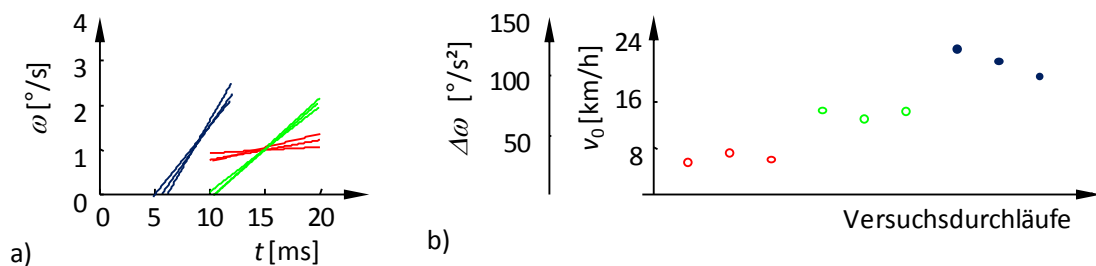 4
3
2
1
0
ω [°/s]
0 5 10 15 20
t [ms]
a)
150
100
50
Δω [°/s²]
24
16
8
v₀ [km/h]
Versuchsdurchläufe
b)